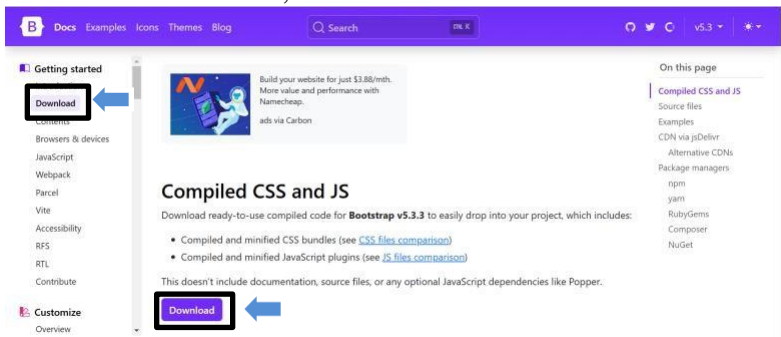 B Docs Examples Icons Themes Blog Search CTRL K v5.3
Getting started
Download
Contents
Browsers & devices
JavaScript
Webpack
Parcel
Vite
Accessibility
RFS
RTL
Contribute
Customize
Overview
Build your website for just $3.88/mth.
More value and performance with
Namecheap.
ads via Carbon
Compiled CSS and JS
Download ready-to-use compiled code for Bootstrap v5.3.3 to easily drop into your project, which includes:
• Compiled and minified CSS bundles (see CSS files comparison)
• Compiled and minified JavaScript plugins (see JS files comparison)
This doesn't include documentation, source files, or any optional JavaScript dependencies like Popper.
Download
On this page
Compiled CSS and JS
Source files
Examples
CDN via jsDelivr
Alternative CDNs
Package managers
npm
yarn
RubyGems
Composer
NuGet